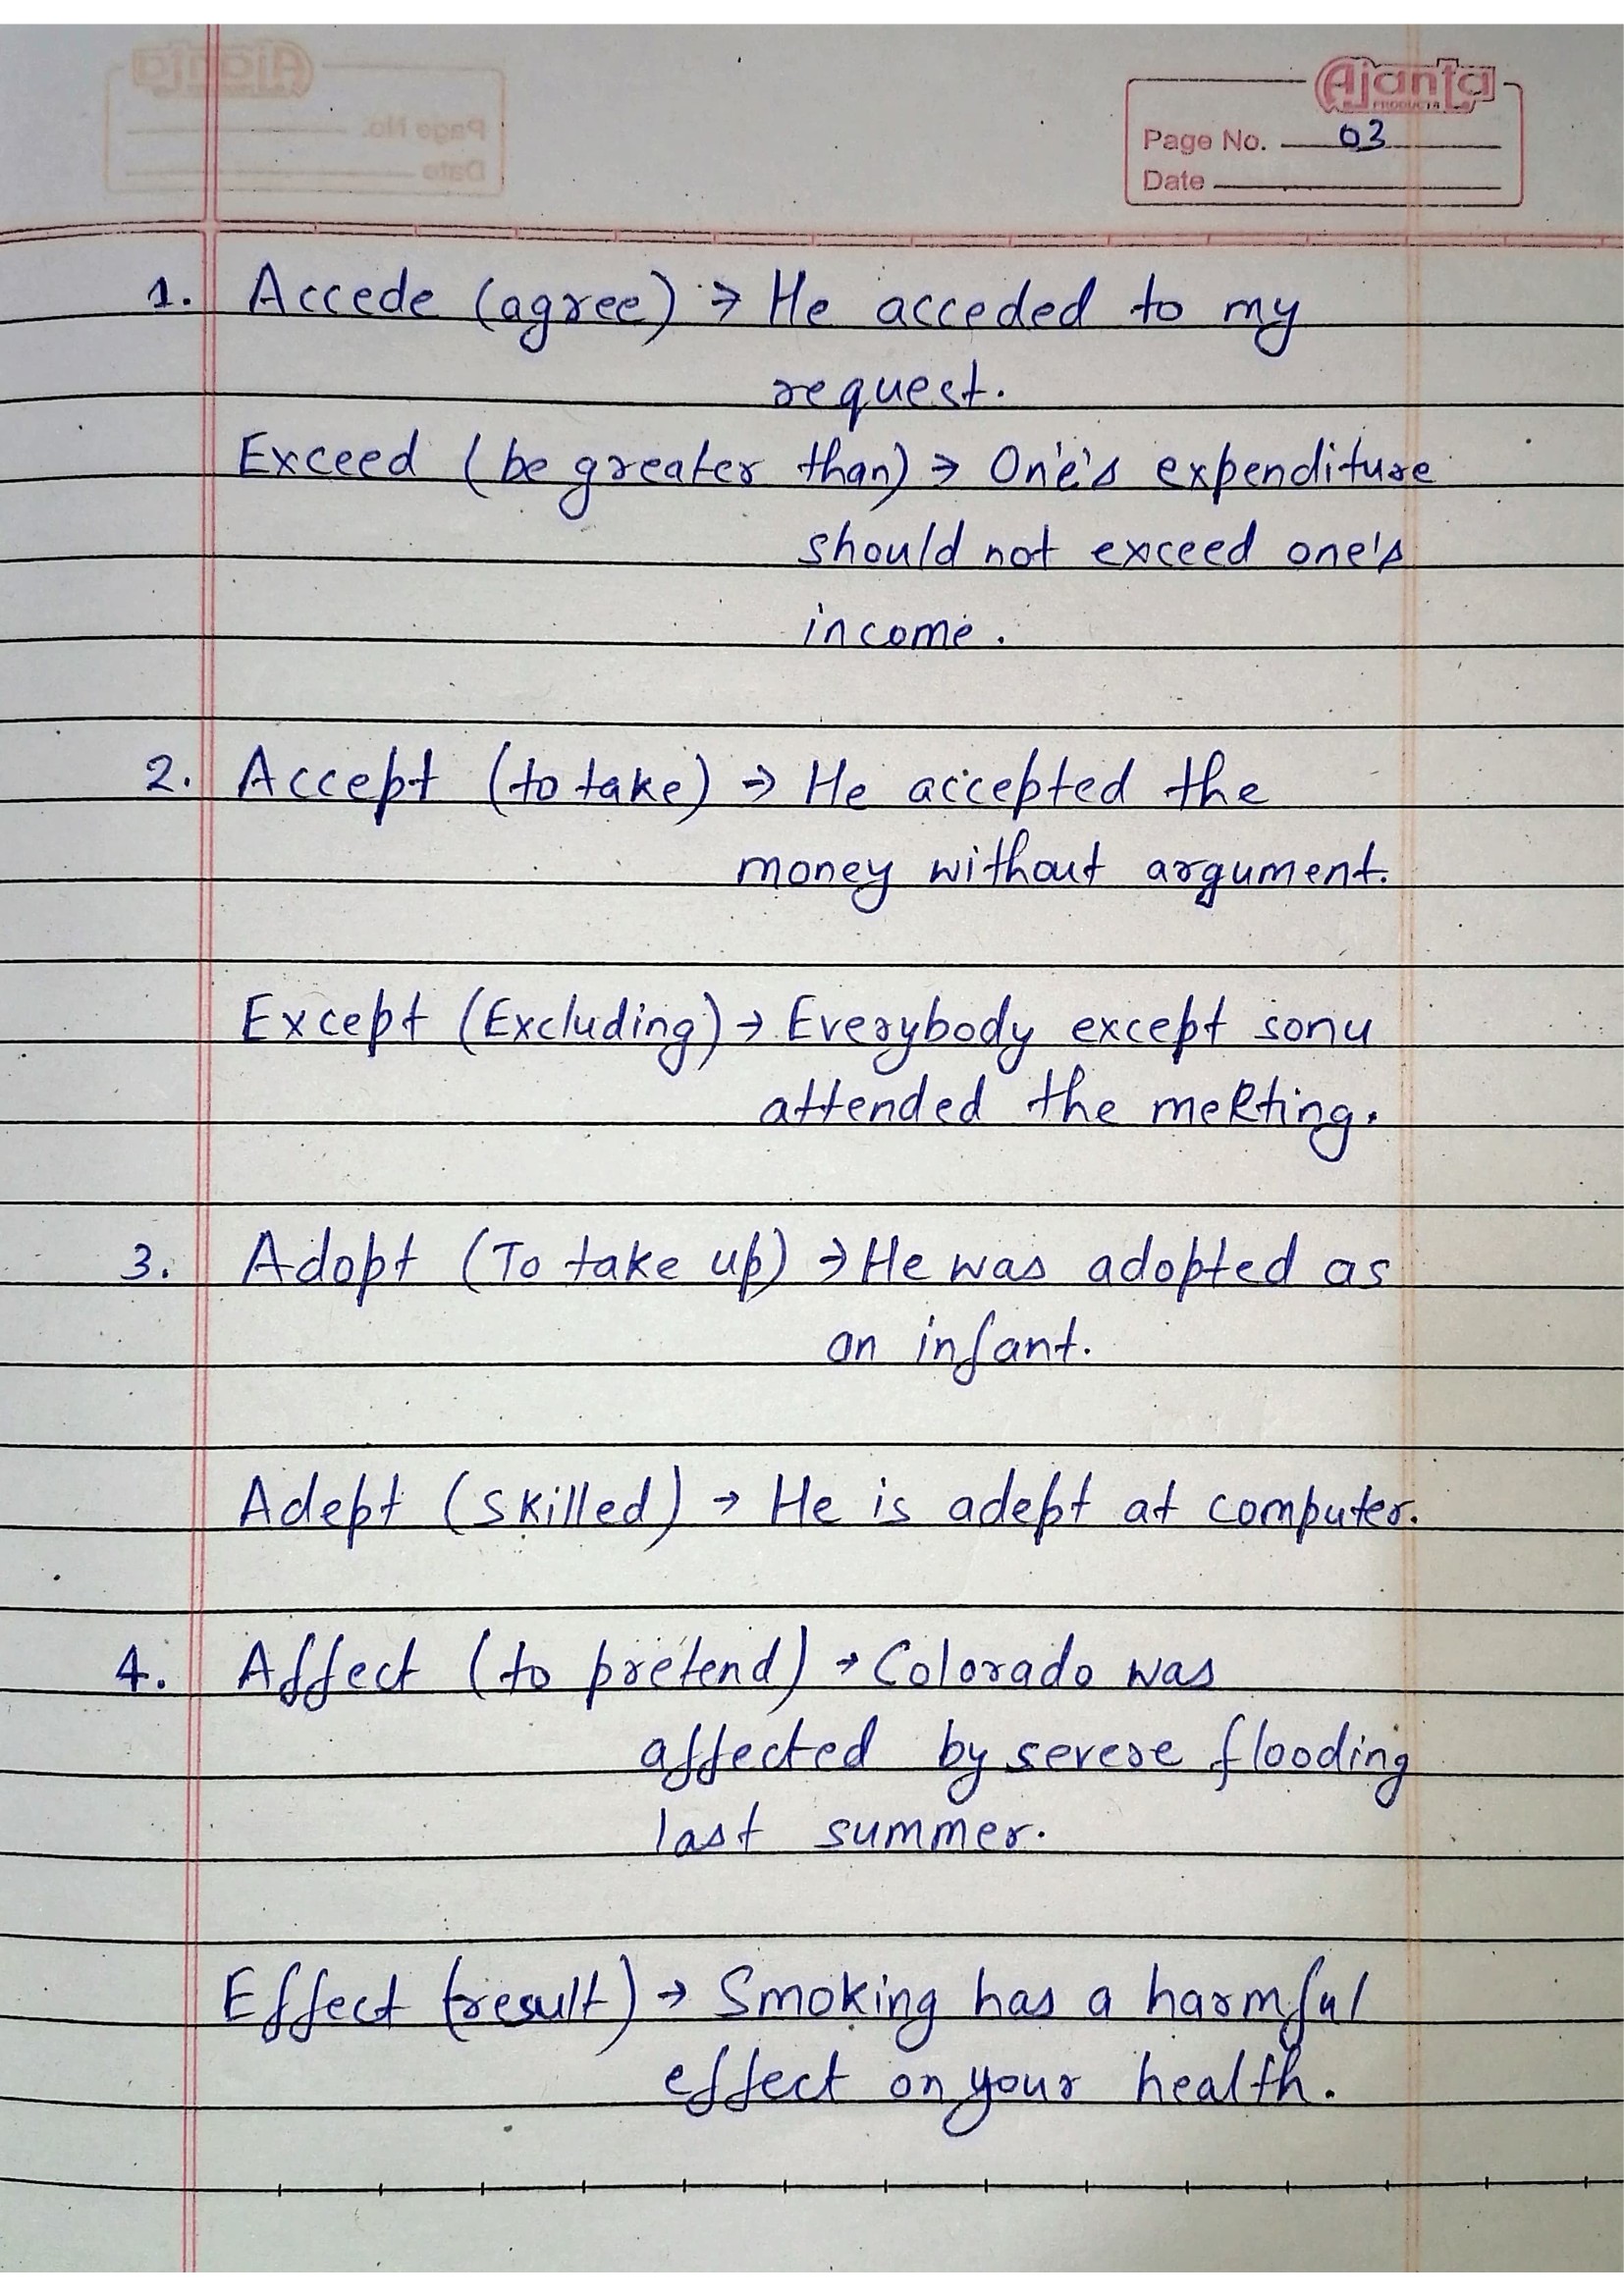 Ajanta
PRODUCTS
Page No. 03
Date
1. Accede (agree) → He acceded to my
request.
Exceed (be greater than) → One's expenditure
should not exceed one's
income.
2. Accept (to take) → He accepted the
money without argument.
Except (Excluding) → Everybody except sonu
attended the meeting.
3. Adopt (To take up) → He was adopted as
an infant.
Adept (skilled) → He is adept at computer.
4. Affect (to pretend) → Colorado was
affected by severe flooding
last summer.
Effect (result) → Smoking has a harmful
effect on your health.